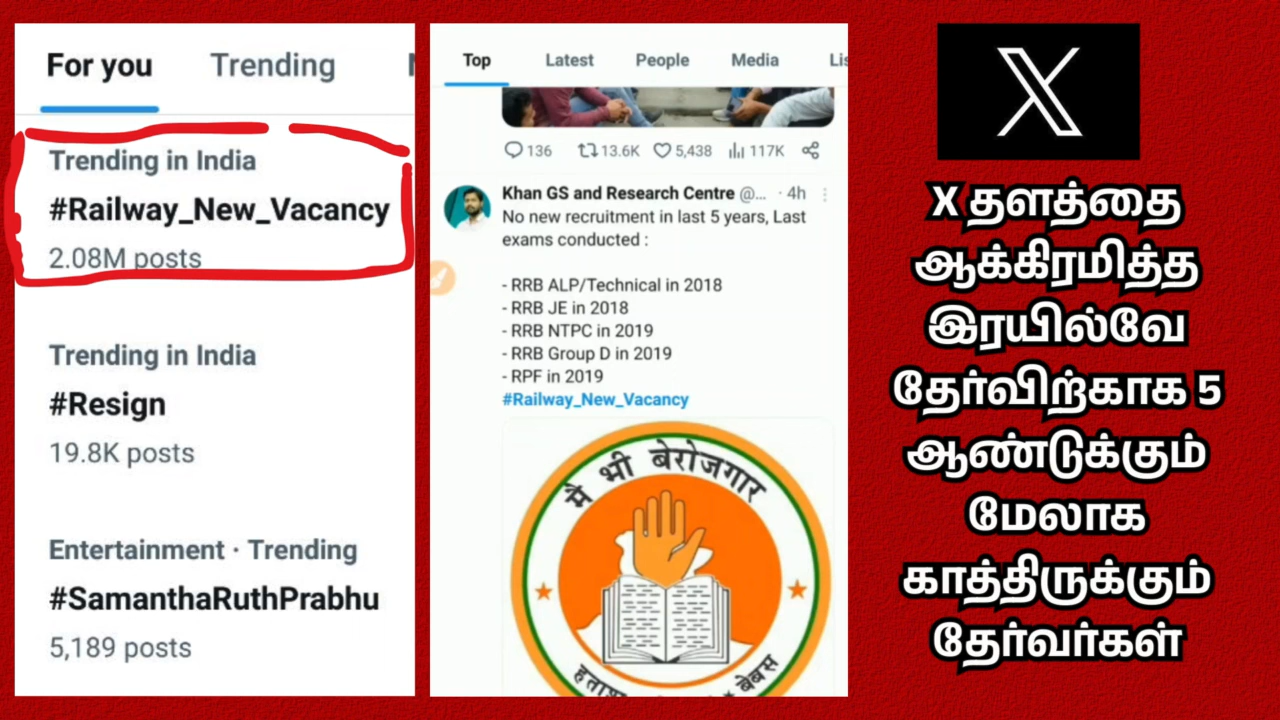 For you Trending
Trending in India
#Railway_New_Vacancy
2.08M posts
Trending in India
#Resign
19.8K posts
Entertainment · Trending
#SamanthaRuthPrabhu
5,189 posts
Top Latest People Media
136 13.6K 5,438 117K
Khan GS and Research Centre @... · 4h
No new recruitment in last 5 years, Last
exams conducted :
- RRB ALP/Technical in 2018
- RRB JE in 2018
- RRB NTPC in 2019
- RRB Group D in 2019
- RPF in 2019
#Railway_New_Vacancy
मै भी बेरोजगार
बेबस
X
X தளத்தை
ஆக்கிரமித்த
இரயில்வே
தேர்விற்காக 5
ஆண்டுக்கும்
மேலாக
காத்திருக்கும்
தேர்வர்கள்